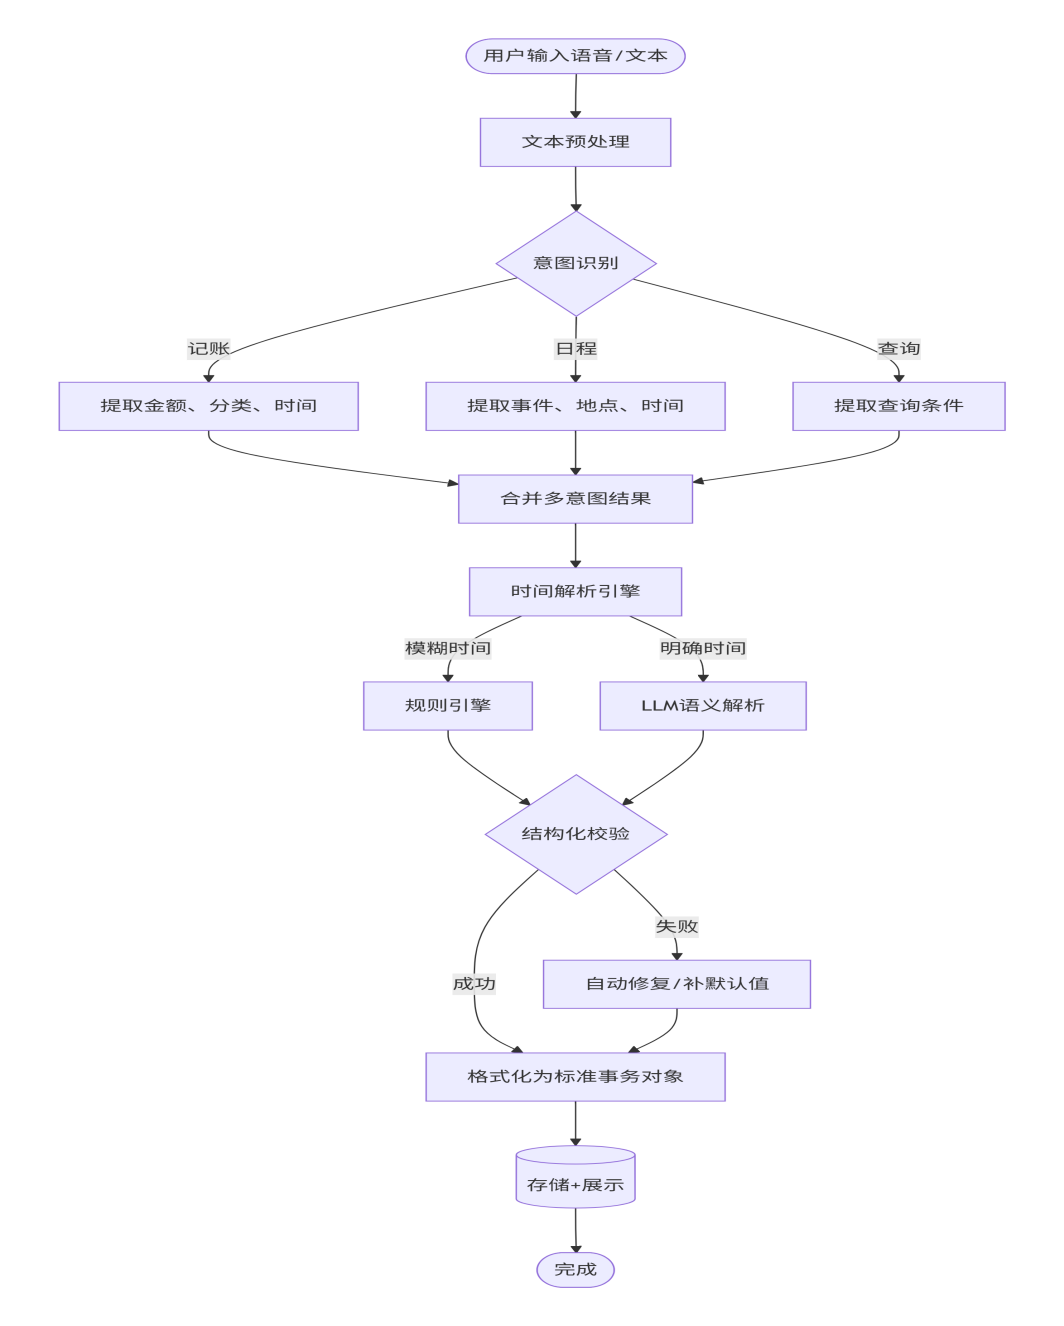 用户输入语音/文本
文本预处理
意图识别
记账
日程
查询
提取金额、分类、时间
提取事件、地点、时间
提取查询条件
合并多意图结果
时间解析引擎
模糊时间
明确时间
规则引擎
LLM语义解析
结构化校验
失败
成功
自动修复/补默认值
格式化为标准事务对象
存储+展示
完成